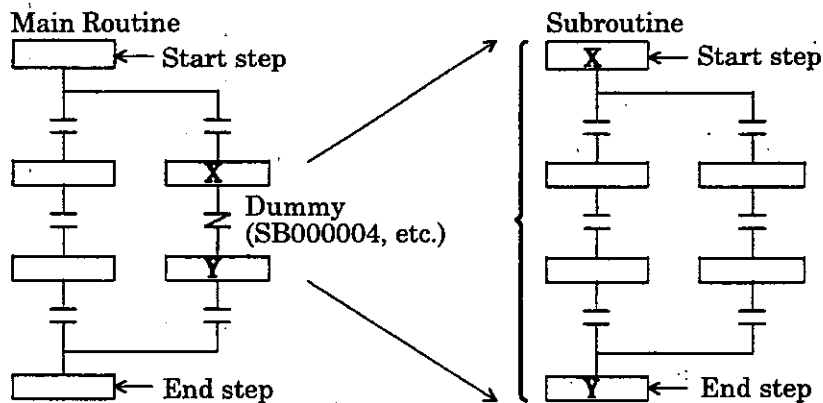 Main Routine
Start step
X
Dummy
(SB000004, etc.)
Y
End step
Subroutine
X
Start step
Y
End step